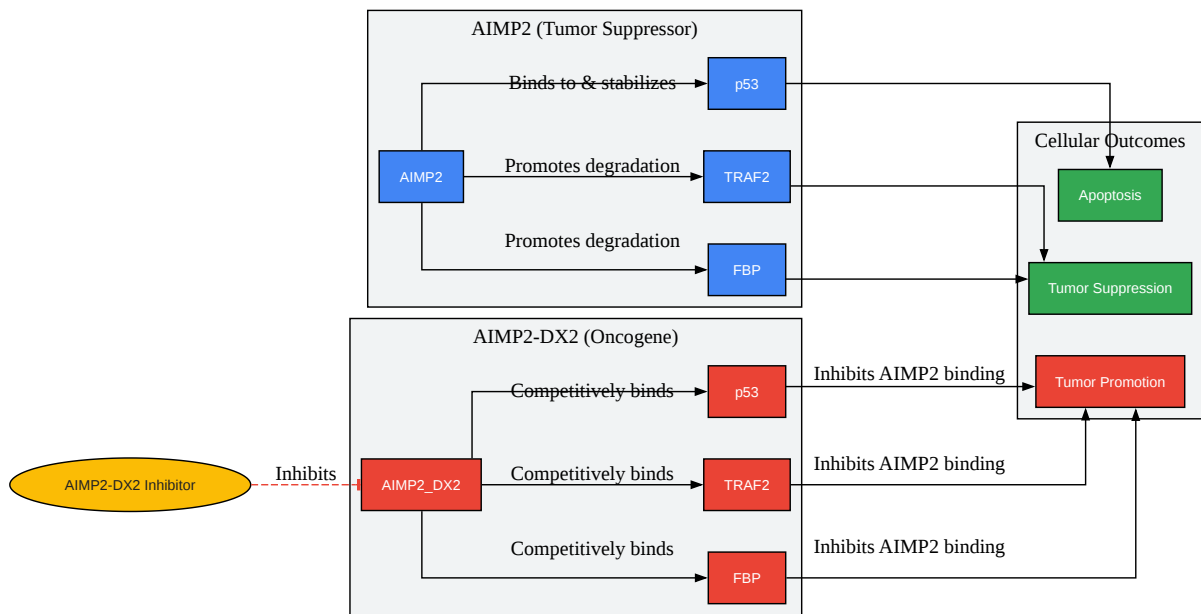 AIMP2 (Tumor Suppressor)
Binds to & stabilizes
p53
AIMP2
Promotes degradation
TRAF2
Promotes degradation
FBP
Cellular Outcomes
Apoptosis
Tumor Suppression
Tumor Promotion
AIMP2-DX2 (Oncogene)
Competitively binds
p53
Inhibits AIMP2 binding
AIMP2-DX2 Inhibitor
Inhibits
AIMP2_DX2
Competitively binds
TRAF2
Inhibits AIMP2 binding
Competitively binds
FBP
Inhibits AIMP2 binding